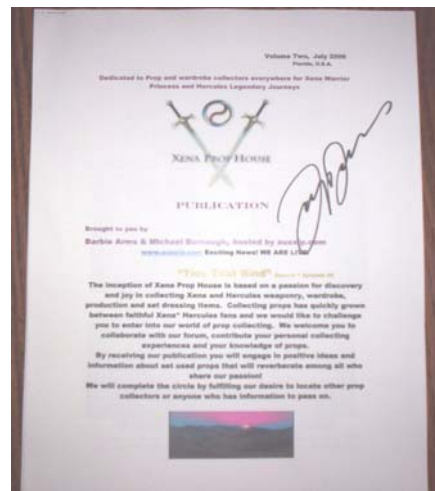 Volume Two, July 2006
Florida, U.S.A.
Dedicated to Prop and wardrobe collectors everywhere for Xena Warrior
Princess and Hercules Legendary Journeys
XENA PROP HOUSE
PUBLICATION
Brought to you by
Barbie Arms & Michael hosted by
Exciting News! WE ARE LIVE!
"Ties That Bind"
The inception of Xena Prop House is based on a passion for discovery
and joy in collecting Xena and Hercules weaponry, wardrobe,
production and set dressing items. Collecting props has quickly grown
between faithful Xena* Hercules fans and we would like to challenge
you to enter into our world of prop collecting. We welcome you to
collaborate with our forum, contribute your personal collecting
experiences and your knowledge of props.
By receiving our publication you will engage in positive ideas and
information about set used props that will reverberate among all who
share our passion!
We will complete the circle by fulfilling our desire to locate other prop
collectors or anyone who has information to pass on.